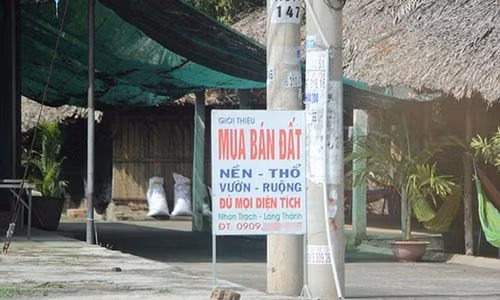 147
GIỚI THIỆU
MUA BÁN ĐẤT
NỀN - THỔ
VƯỜN - RUỘNG
ĐỦ MỌI DIỆN TÍCH
Nhơn Trạch - Long Thành
ĐT: 0909